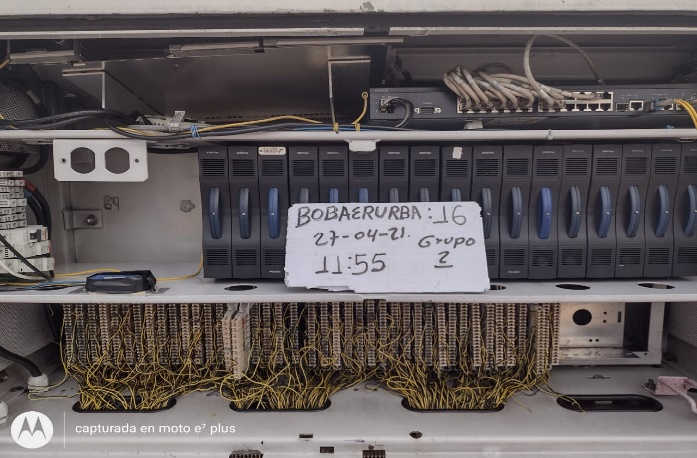 BOBAERURBA:16
27-04-21.
Grupo
2
11:55
capturada en moto e⁷ plus